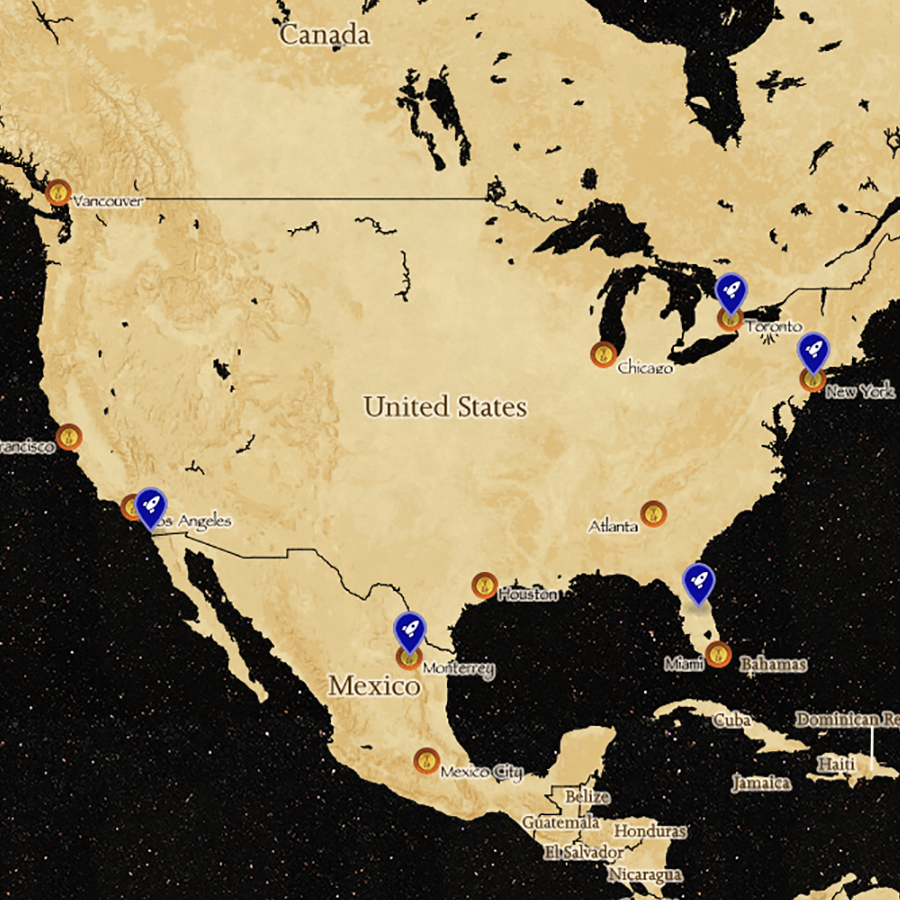 Canada
Vancouver
Toronto
Chicago
New York
United States
rancisco
os Angeles
Atlanta
Houston
Miami
Bahamas
Monterrey
Mexico
Cuba
Dominican Re
Mexico City
Haiti
Jamaica
Belize
Guatemala
Honduras
El Salvador
Nicaragua